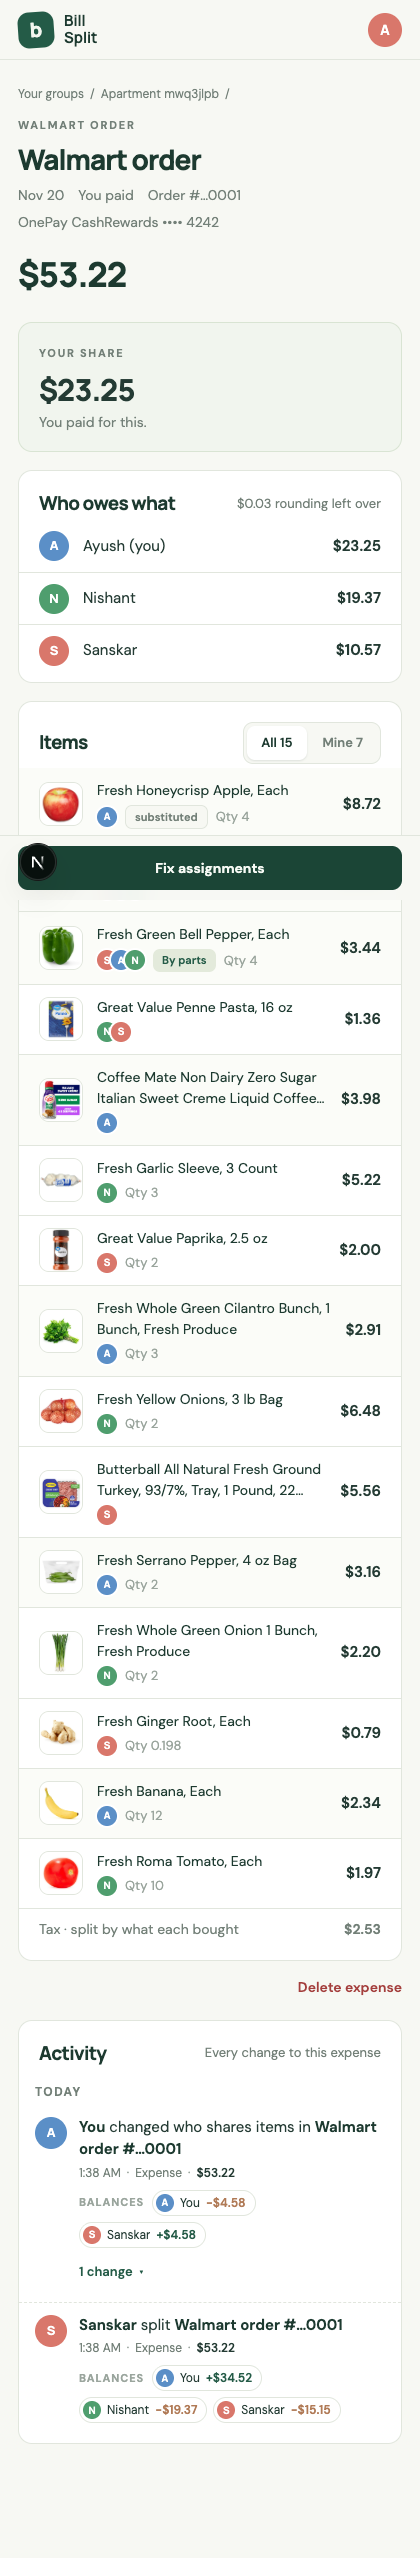 b
Bill
Split
A
Your groups / Apartment mwq3jlpb /
WALMART ORDER
Walmart order
Nov 20 You paid Order #…0001
OnePay CashRewards •••• 4242
$53.22
YOUR SHARE
$23.25
You paid for this.
Who owes what
$0.03 rounding left over
A Ayush (you) $23.25
N Nishant $19.37
S Sanskar $10.57
Items
All 15 Mine 7
Fresh Honeycrisp Apple, Each
A substituted Qty 4
$8.72
N
Fix assignments
Fresh Green Bell Pepper, Each
S A N By parts Qty 4
$3.44
Great Value Penne Pasta, 16 oz
N S
$1.36
Coffee Mate Non Dairy Zero Sugar
Italian Sweet Creme Liquid Coffee…
A
$3.98
Fresh Garlic Sleeve, 3 Count
N Qty 3
$5.22
Great Value Paprika, 2.5 oz
S Qty 2
$2.00
Fresh Whole Green Cilantro Bunch, 1
Bunch, Fresh Produce
A Qty 3
$2.91
Fresh Yellow Onions, 3 lb Bag
N Qty 2
$6.48
Butterball All Natural Fresh Ground
Turkey, 93/7%, Tray, 1 Pound, 22…
S
$5.56
Fresh Serrano Pepper, 4 oz Bag
A Qty 2
$3.16
Fresh Whole Green Onion 1 Bunch,
Fresh Produce
N Qty 2
$2.20
Fresh Ginger Root, Each
S Qty 0.198
$0.79
Fresh Banana, Each
A Qty 12
$2.34
Fresh Roma Tomato, Each
N Qty 10
$1.97
Tax · split by what each bought $2.53
Delete expense
Activity
Every change to this expense
TODAY
A
You changed who shares items in Walmart
order #…0001
1:38 AM · Expense · $53.22
BALANCES A You -$4.58
S Sanskar +$4.58
1 change
S
Sanskar split Walmart order #…0001
1:38 AM · Expense · $53.22
BALANCES A You +$34.52
N Nishant -$19.37 S Sanskar -$15.15